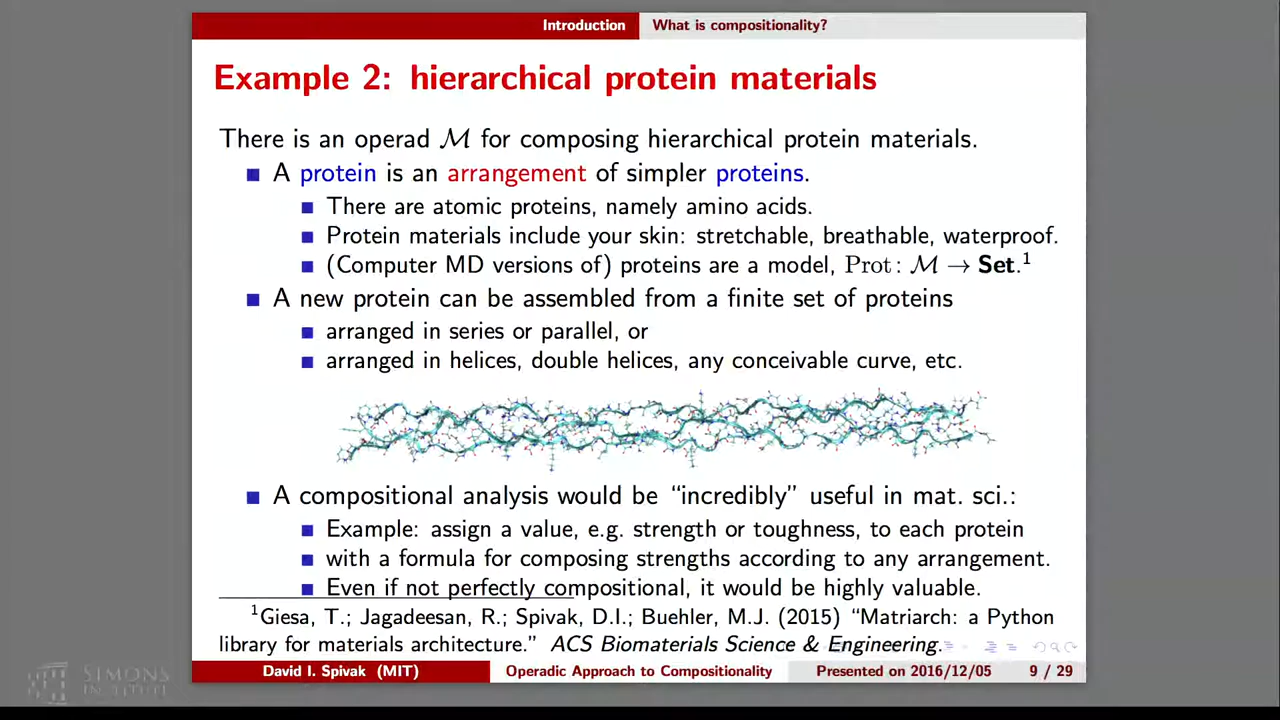 Introduction What is compositionality?
Example 2: hierarchical protein materials
There is an operad ℳ for composing hierarchical protein materials.
■ A protein is an arrangement of simpler proteins.
■ There are atomic proteins, namely amino acids.
■ Protein materials include your skin: stretchable, breathable, waterproof.
■ (Computer MD versions of) proteins are a model, Prot: ℳ → Set.¹
■ A new protein can be assembled from a finite set of proteins
■ arranged in series or parallel, or
■ arranged in helices, double helices, any conceivable curve, etc.
■ A compositional analysis would be “incredibly” useful in mat. sci.:
■ Example: assign a value, e.g. strength or toughness, to each protein
■ with a formula for composing strengths according to any arrangement.
■ Even if not perfectly compositional, it would be highly valuable.
¹Giesa, T.; Jagadeesan, R.; Spivak, D.I.; Buehler, M.J. (2015) “Matriarch: a Python
library for materials architecture.” ACS Biomaterials Science & Engineering.
David I. Spivak (MIT) Operadic Approach to Compositionality Presented on 2016/12/05 9 / 29
SIMONS
INSTITUTE